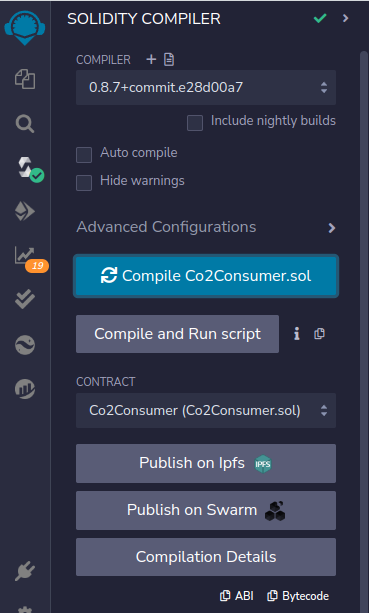 SOLIDITY COMPILER
COMPILER
0.8.7+commit.e28d00a7
Include nightly builds
Auto compile
Hide warnings
Advanced Configurations
19
Compile Co2Consumer.sol
Compile and Run script
CONTRACT
Co2Consumer (Co2Consumer.sol)
Publish on Ipfs IPFS
Publish on Swarm
Compilation Details
ABI Bytecode